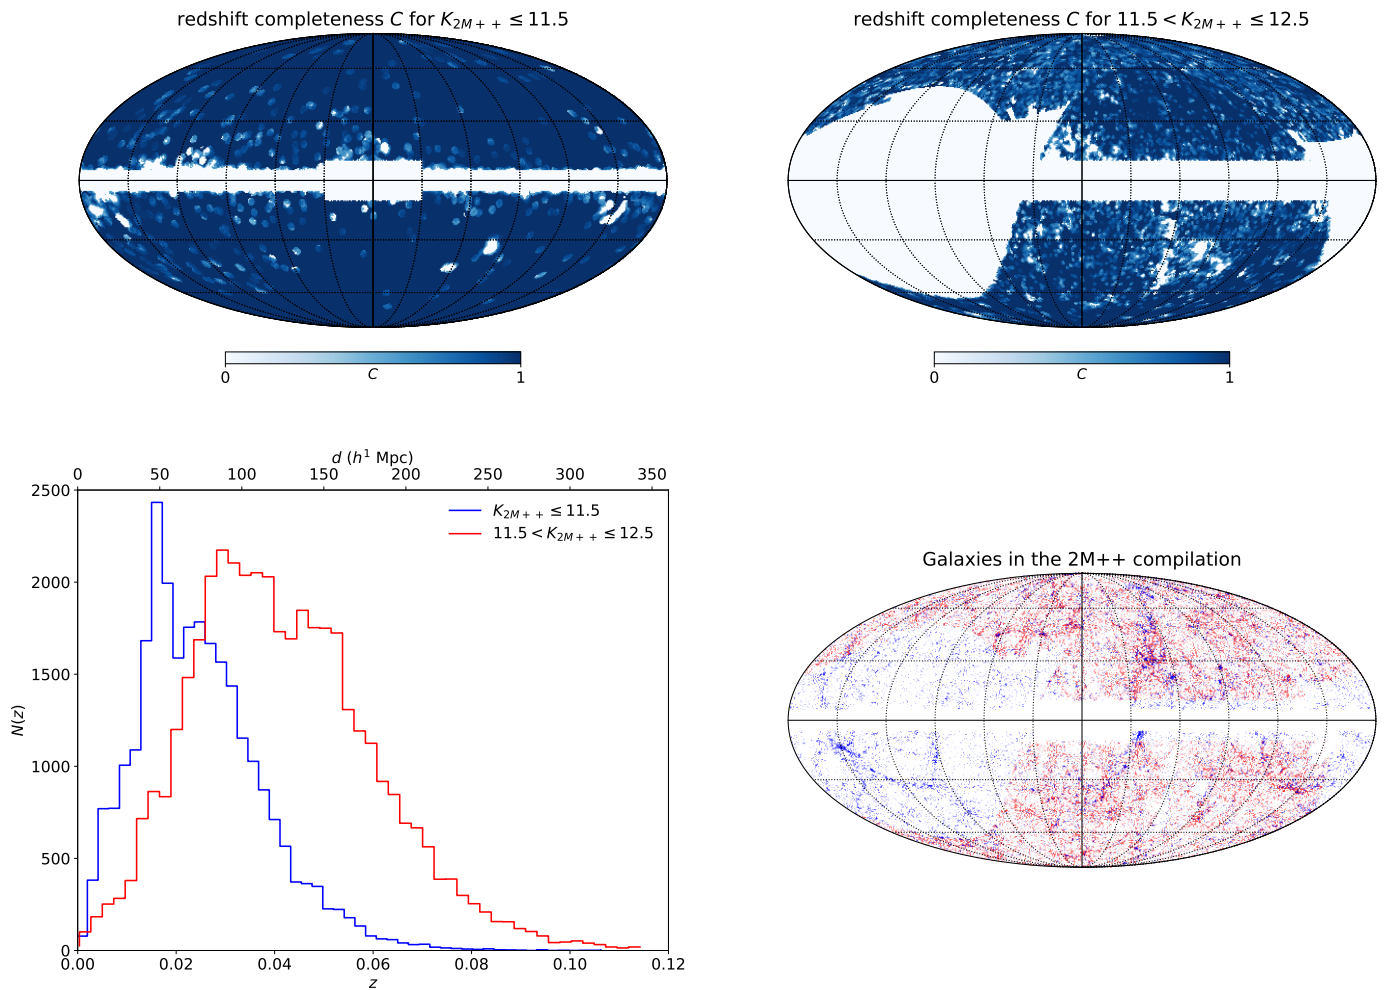 redshift completeness C for K2M++ ≤ 11.5
0 1
C
redshift completeness C for 11.5 < K2M++ ≤ 12.5
0 1
C
d (h¹ Mpc)
0 50 100 150 200 250 300 350
2500
2000
1500
1000
500
0
N(z)
K2M++ ≤ 11.5
11.5 < K2M++ ≤ 12.5
0.00 0.02 0.04 0.06 0.08 0.10 0.12
z
Galaxies in the 2M++ compilation